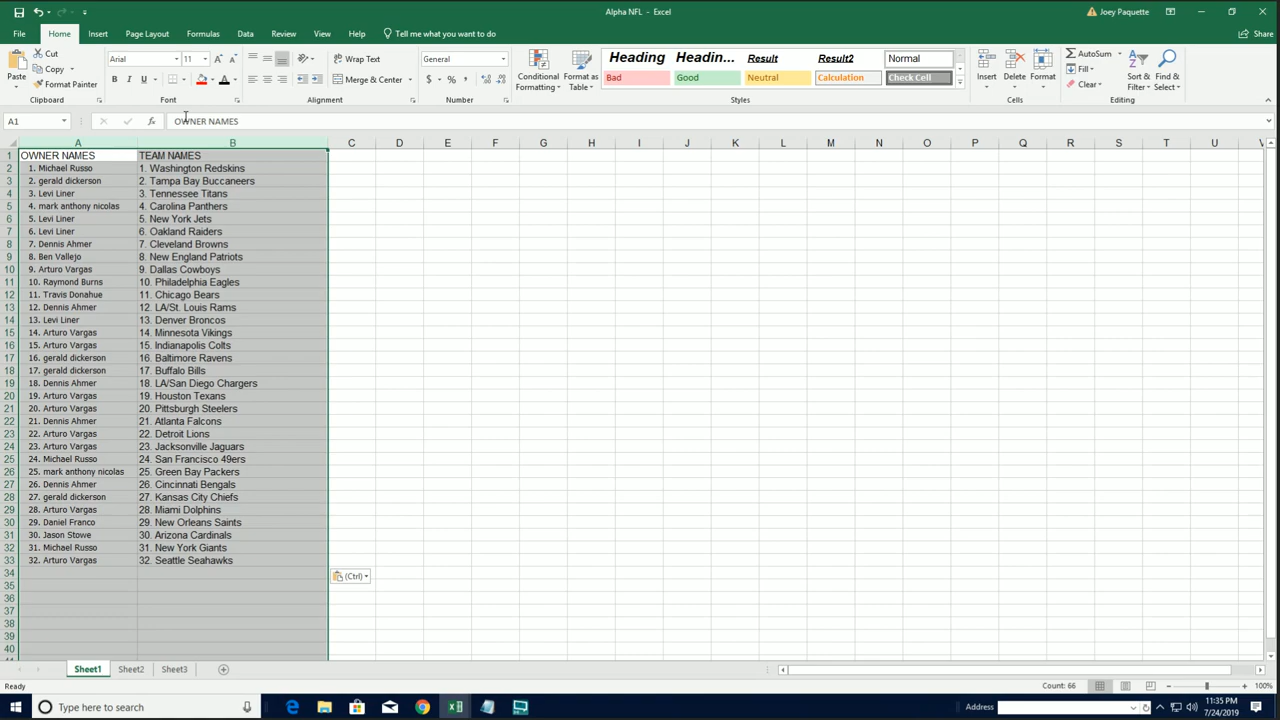 Alpha NFL - Excel
Joey Paquette
File Home Insert Page Layout Formulas Data Review View Help Tell me what you want to do Share
Paste Cut Copy Format Painter Clipboard
Arial 11 B I U A A Font
Wrap Text Merge & Center Alignment
General $ % , Number
Conditional Formatting Format as Table
Heading Headin... Result Result2 Normal
Bad Good Neutral Calculation Check Cell
Styles
Insert Delete Format Cells
AutoSum Fill Clear Sort & Filter Find & Select Editing
A1 fx OWNER NAMES
A B C D E F G H I J K L M N O P Q R S T U V
1 OWNER NAMES TEAM NAMES
2 1. Michael Russo 1. Washington Redskins
3 2. gerald dickerson 2. Tampa Bay Buccaneers
4 3. Levi Liner 3. Tennessee Titans
5 4. mark anthony nicolas 4. Carolina Panthers
6 5. Levi Liner 5. New York Jets
7 6. Levi Liner 6. Oakland Raiders
8 7. Dennis Ahmer 7. Cleveland Browns
9 8. Ben Vallejo 8. New England Patriots
10 9. Arturo Vargas 9. Dallas Cowboys
11 10. Raymond Burns 10. Philadelphia Eagles
12 11. Travis Donahue 11. Chicago Bears
13 12. Dennis Ahmer 12. LA/St. Louis Rams
14 13. Levi Liner 13. Denver Broncos
15 14. Arturo Vargas 14. Minnesota Vikings
16 15. Arturo Vargas 15. Indianapolis Colts
17 16. gerald dickerson 16. Baltimore Ravens
18 17. gerald dickerson 17. Buffalo Bills
19 18. Dennis Ahmer 18. LA/San Diego Chargers
20 19. Arturo Vargas 19. Houston Texans
21 20. Arturo Vargas 20. Pittsburgh Steelers
22 21. Dennis Ahmer 21. Atlanta Falcons
23 22. Arturo Vargas 22. Detroit Lions
24 23. Arturo Vargas 23. Jacksonville Jaguars
25 24. Michael Russo 24. San Francisco 49ers
26 25. mark anthony nicolas 25. Green Bay Packers
27 26. Dennis Ahmer 26. Cincinnati Bengals
28 27. gerald dickerson 27. Kansas City Chiefs
29 28. Arturo Vargas 28. Miami Dolphins
30 29. Daniel Franco 29. New Orleans Saints
31 30. Jason Stowe 30. Arizona Cardinals
32 31. Michael Russo 31. New York Giants
33 32. Arturo Vargas 32. Seattle Seahawks
34 (Ctrl)
35
36
37
38
39
40
Sheet1 Sheet2 Sheet3
Ready Count: 66 100%
Type here to search Address 11:35 PM
7/24/2019